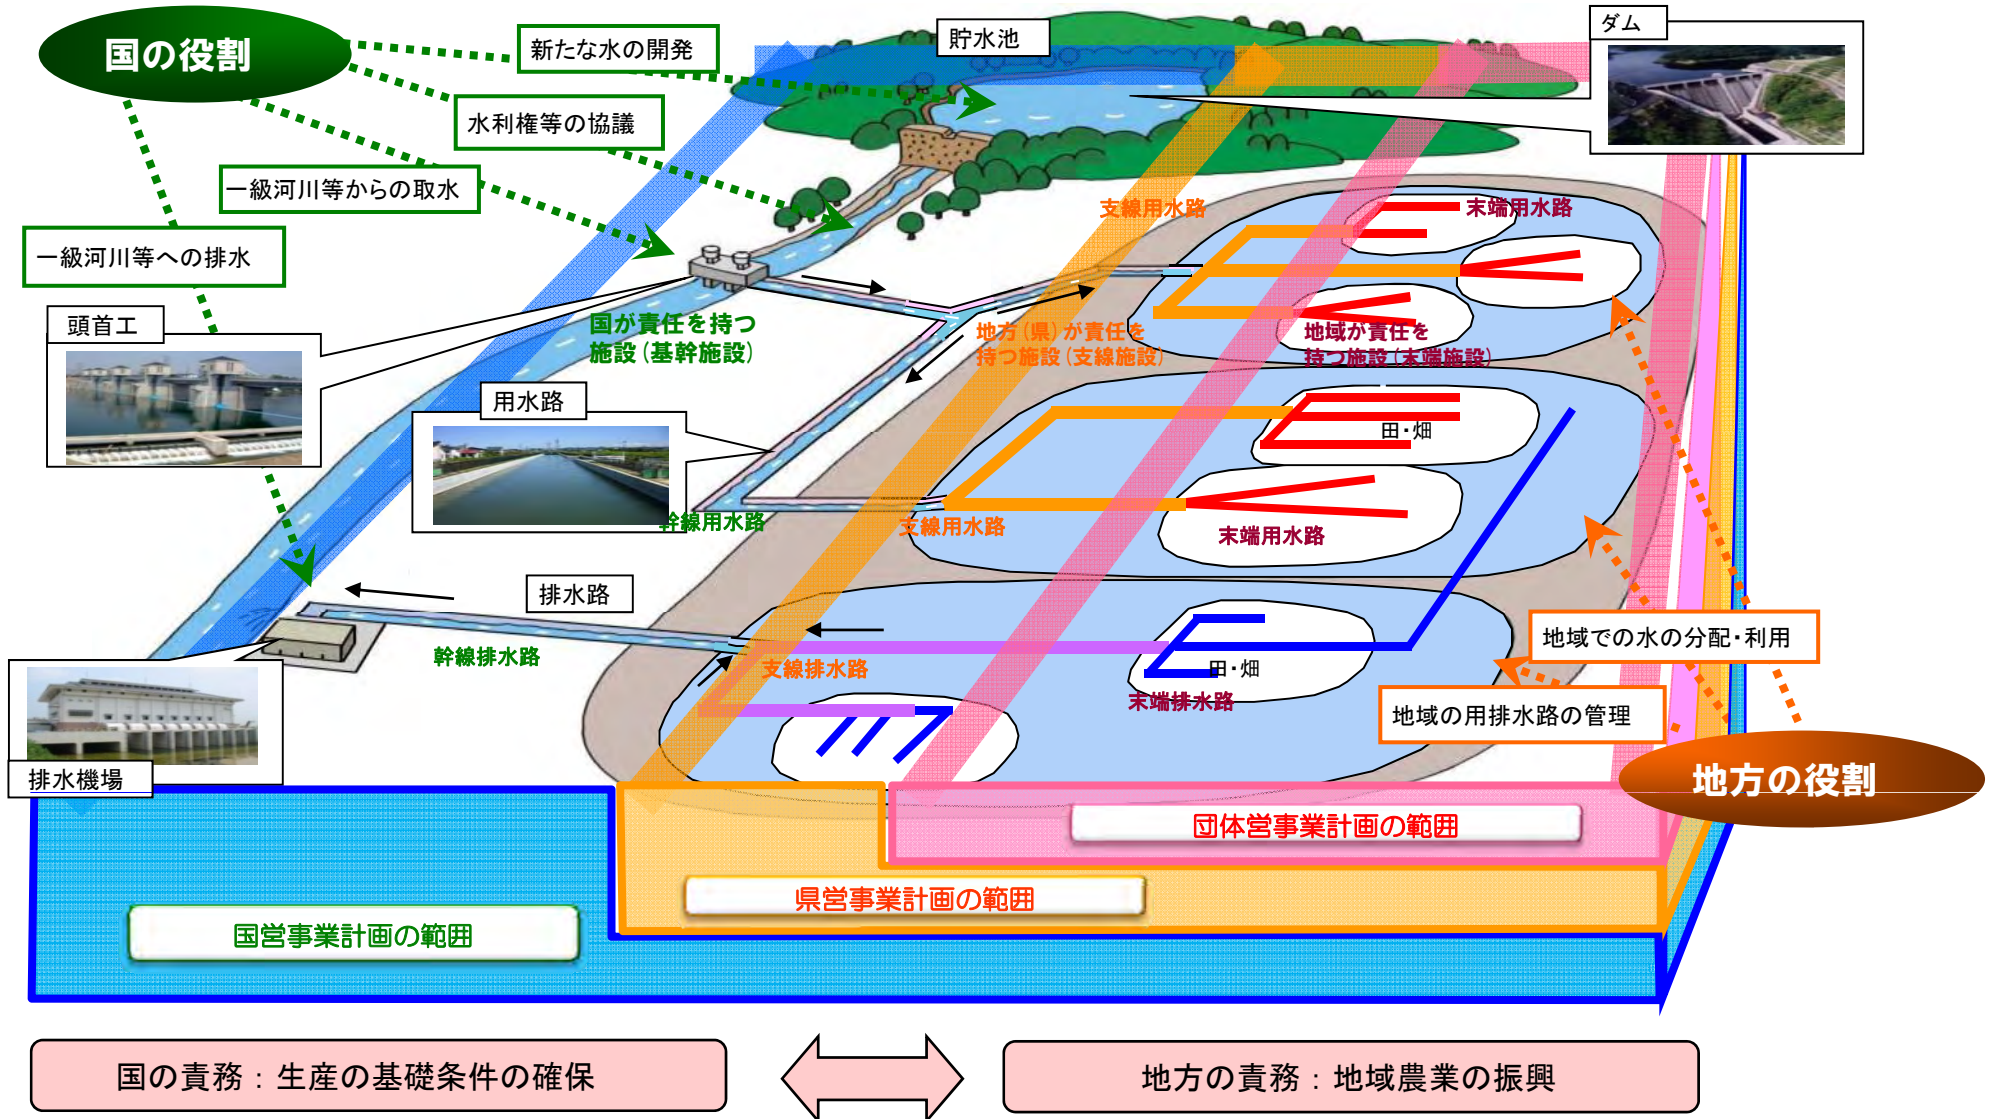 国の役割
新たな水の開発
貯水池
ダム
水利権等の協議
一級河川等からの取水
一級河川等への排水
支線用水路
末端用水路
頭首工
国が責任を持つ
施設(基幹施設)
地方(県)が責任を
持つ施設(支線施設)
地域が責任を
持つ施設(末端施設)
用水路
田・畑
幹線用水路
支線用水路
末端用水路
排水路
幹線排水路
支線排水路
田・畑
末端排水路
地域での水の分配・利用
地域の用排水路の管理
排水機場
地方の役割
団体営事業計画の範囲
県営事業計画の範囲
国営事業計画の範囲
国の責務:生産の基礎条件の確保
地方の責務:地域農業の振興